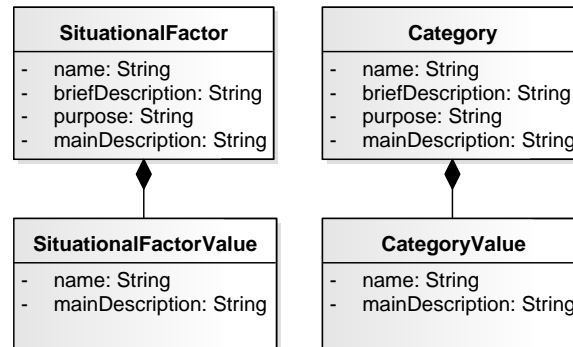 SituationalFactor
- name: String
- briefDescription: String
- purpose: String
- mainDescription: String
Category
- name: String
- briefDescription: String
- purpose: String
- mainDescription: String
SituationalFactorValue
- name: String
- mainDescription: String
CategoryValue
- name: String
- mainDescription: String